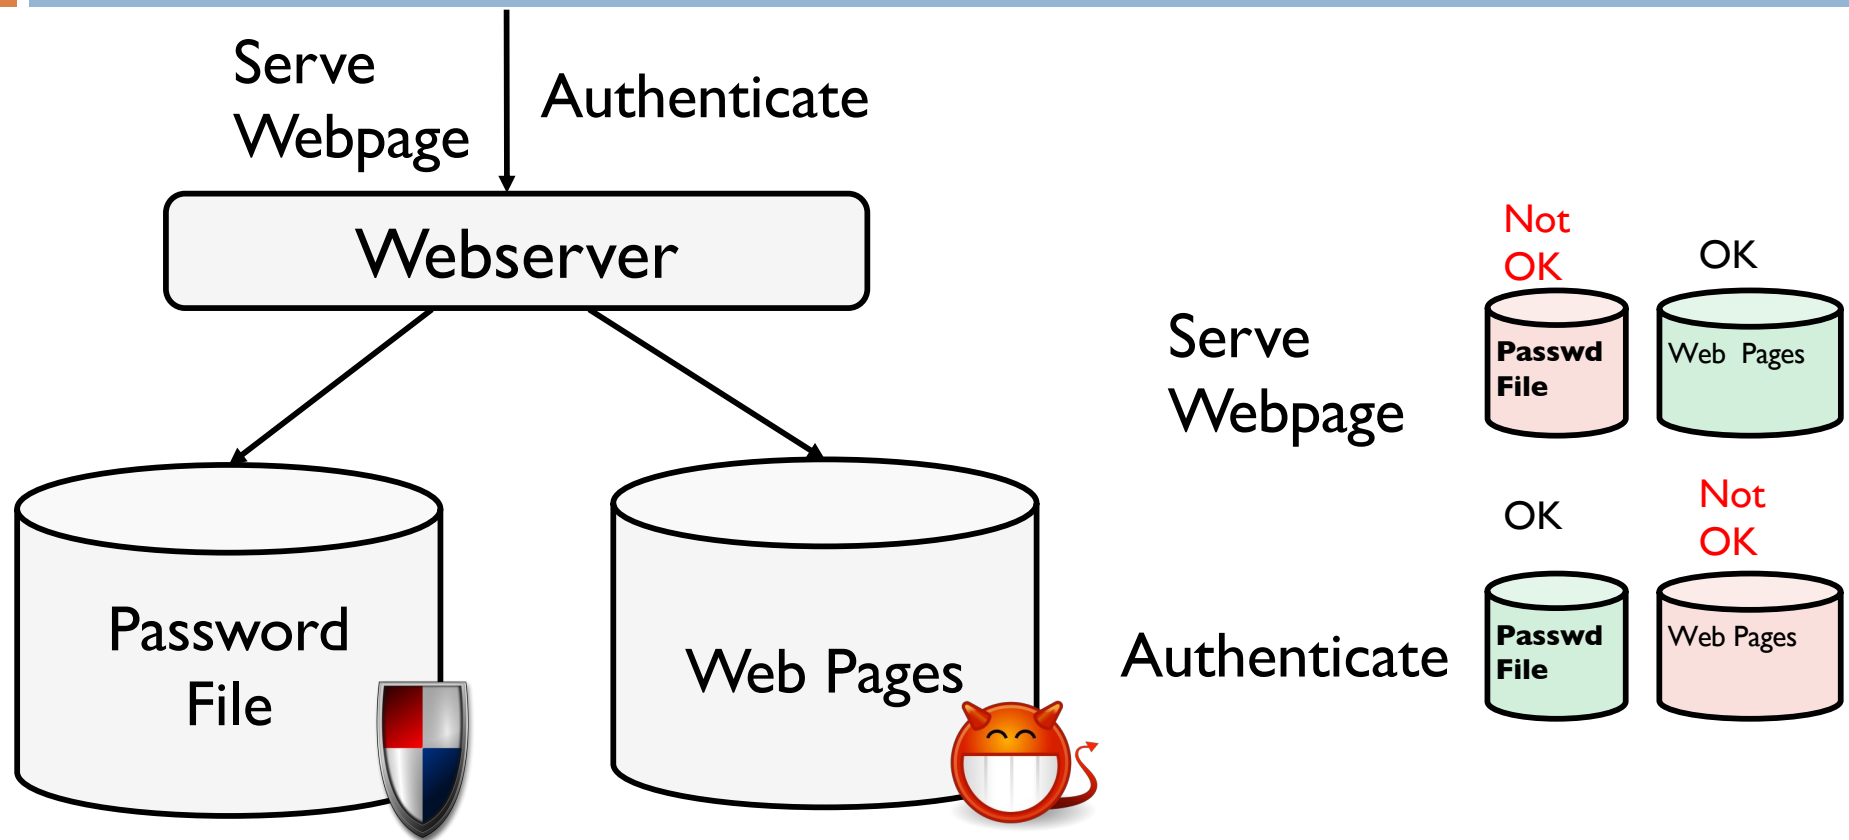 Serve
Webpage
Authenticate
Webserver
Password
File
Web Pages
Not
OK
OK
Serve
Webpage
Passwd
File
Web Pages
OK
Not
OK
Authenticate
Passwd
File
Web Pages